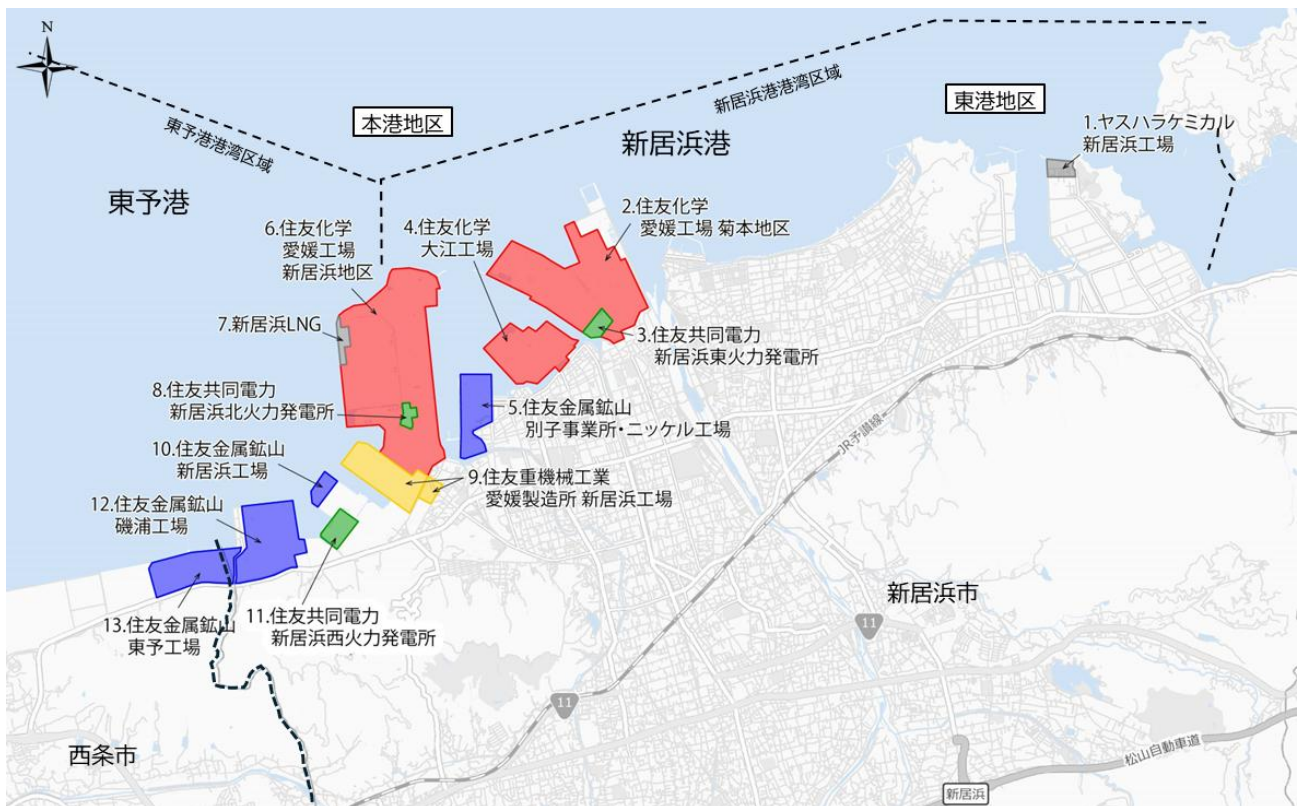 N
本港地区
東予港港湾区域
新居浜港港湾区域
東港地区
1.ヤスハラケミカル
新居浜工場
新居浜港
東予港
6.住友化学
愛媛工場
新居浜地区
4.住友化学
大江工場
2.住友化学
愛媛工場 菊本地区
7.新居浜LNG
3.住友共同電力
新居浜東火力発電所
8.住友共同電力
新居浜北火力発電所
5.住友金属鉱山
別子事業所・ニッケル工場
JR予讃線
10.住友金属鉱山
新居浜工場
9.住友重機械工業
愛媛製造所 新居浜工場
12.住友金属鉱山
磯浦工場
13.住友金属鉱山
東予工場
11.住友共同電力
新居浜西火力発電所
新居浜市
11
11
西条市
松山自動車道
新居浜